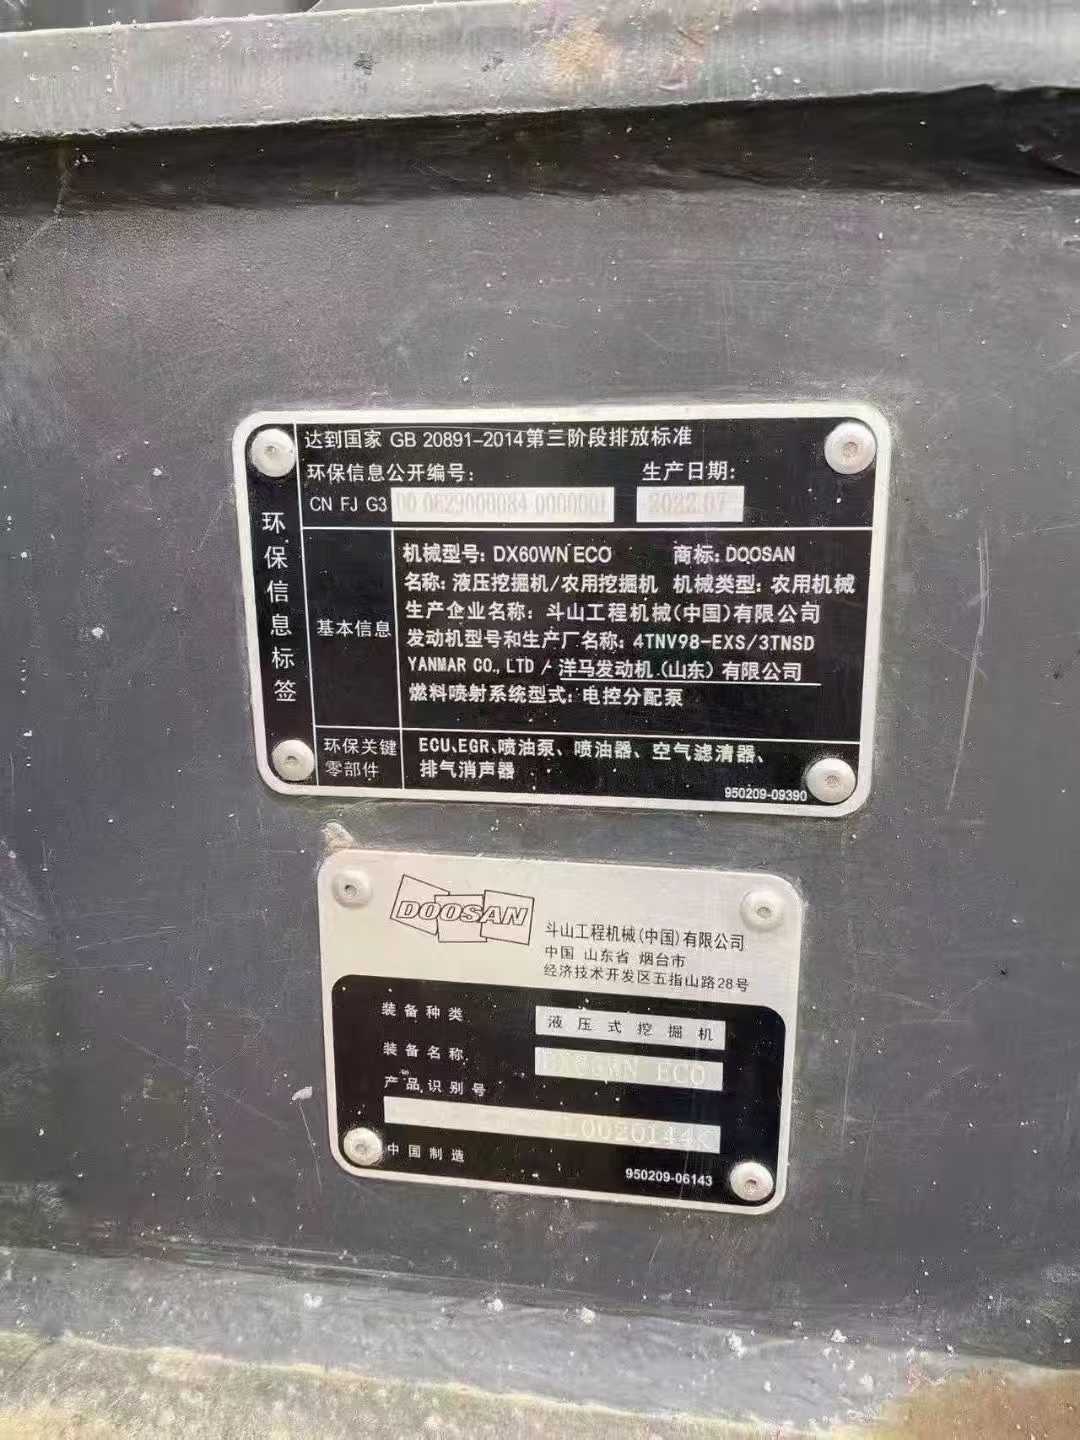 达到国家 GB 20891-2014第三阶段排放标准
环保信息公开编号:
生产日期:
CN FJ G3 00 0629000084 0000001
2022.07
环保信息标签
基本信息
机械型号: DX60WN ECO 商标: DOOSAN
名称: 液压挖掘机/农用挖掘机 机械类型: 农用机械
生产企业名称: 斗山工程机械(中国)有限公司
发动机型号和生产厂名称: 4TNV98-EXS/3TNSD
YANMAR CO., LTD / 洋马发动机 (山东) 有限公司
燃料喷射系统型式: 电控分配泵
环保关键
零部件
ECU、EGR、喷油泵、喷油器、空气滤清器、
排气消声器
950209-09390
DOOSAN
斗山工程机械(中国)有限公司
中国 山东省 烟台市
经济技术开发区五指山路28号
装备种类 液压式挖掘机
装备名称 ECO
产品识别号
中国制造
950209-06143